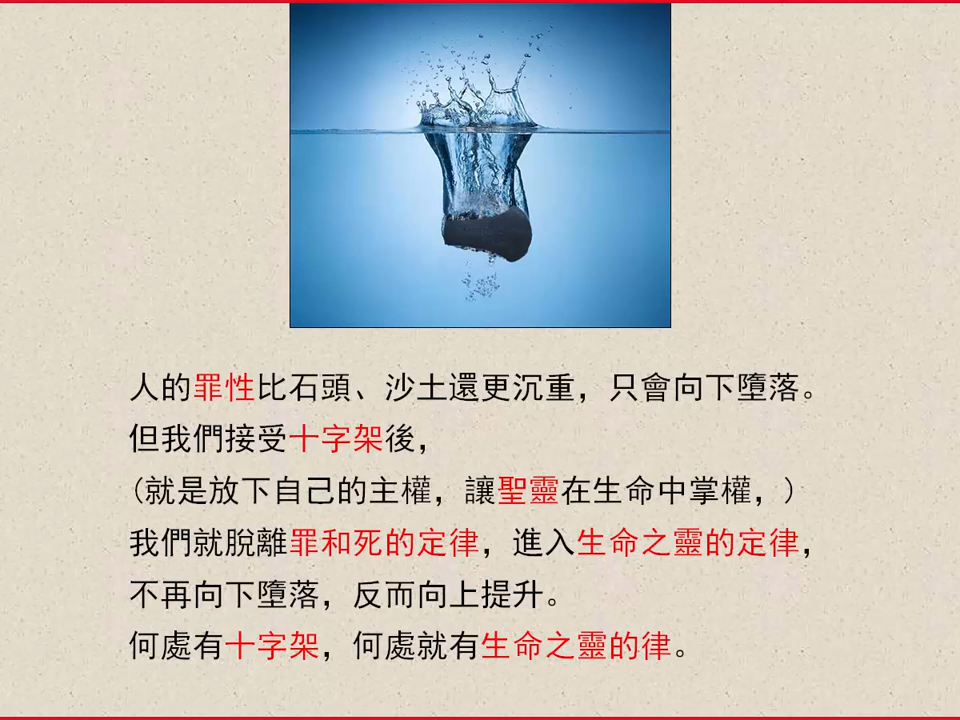 人的罪性比石頭、沙土還更沉重，只會向下墮落。
但我們接受十字架後，
(就是放下自己的主權，讓聖靈在生命中掌權，)
我們就脫離罪和死的定律，進入生命之靈的定律，
不再向下墮落，反而向上提升。
何處有十字架，何處就有生命之靈的律。